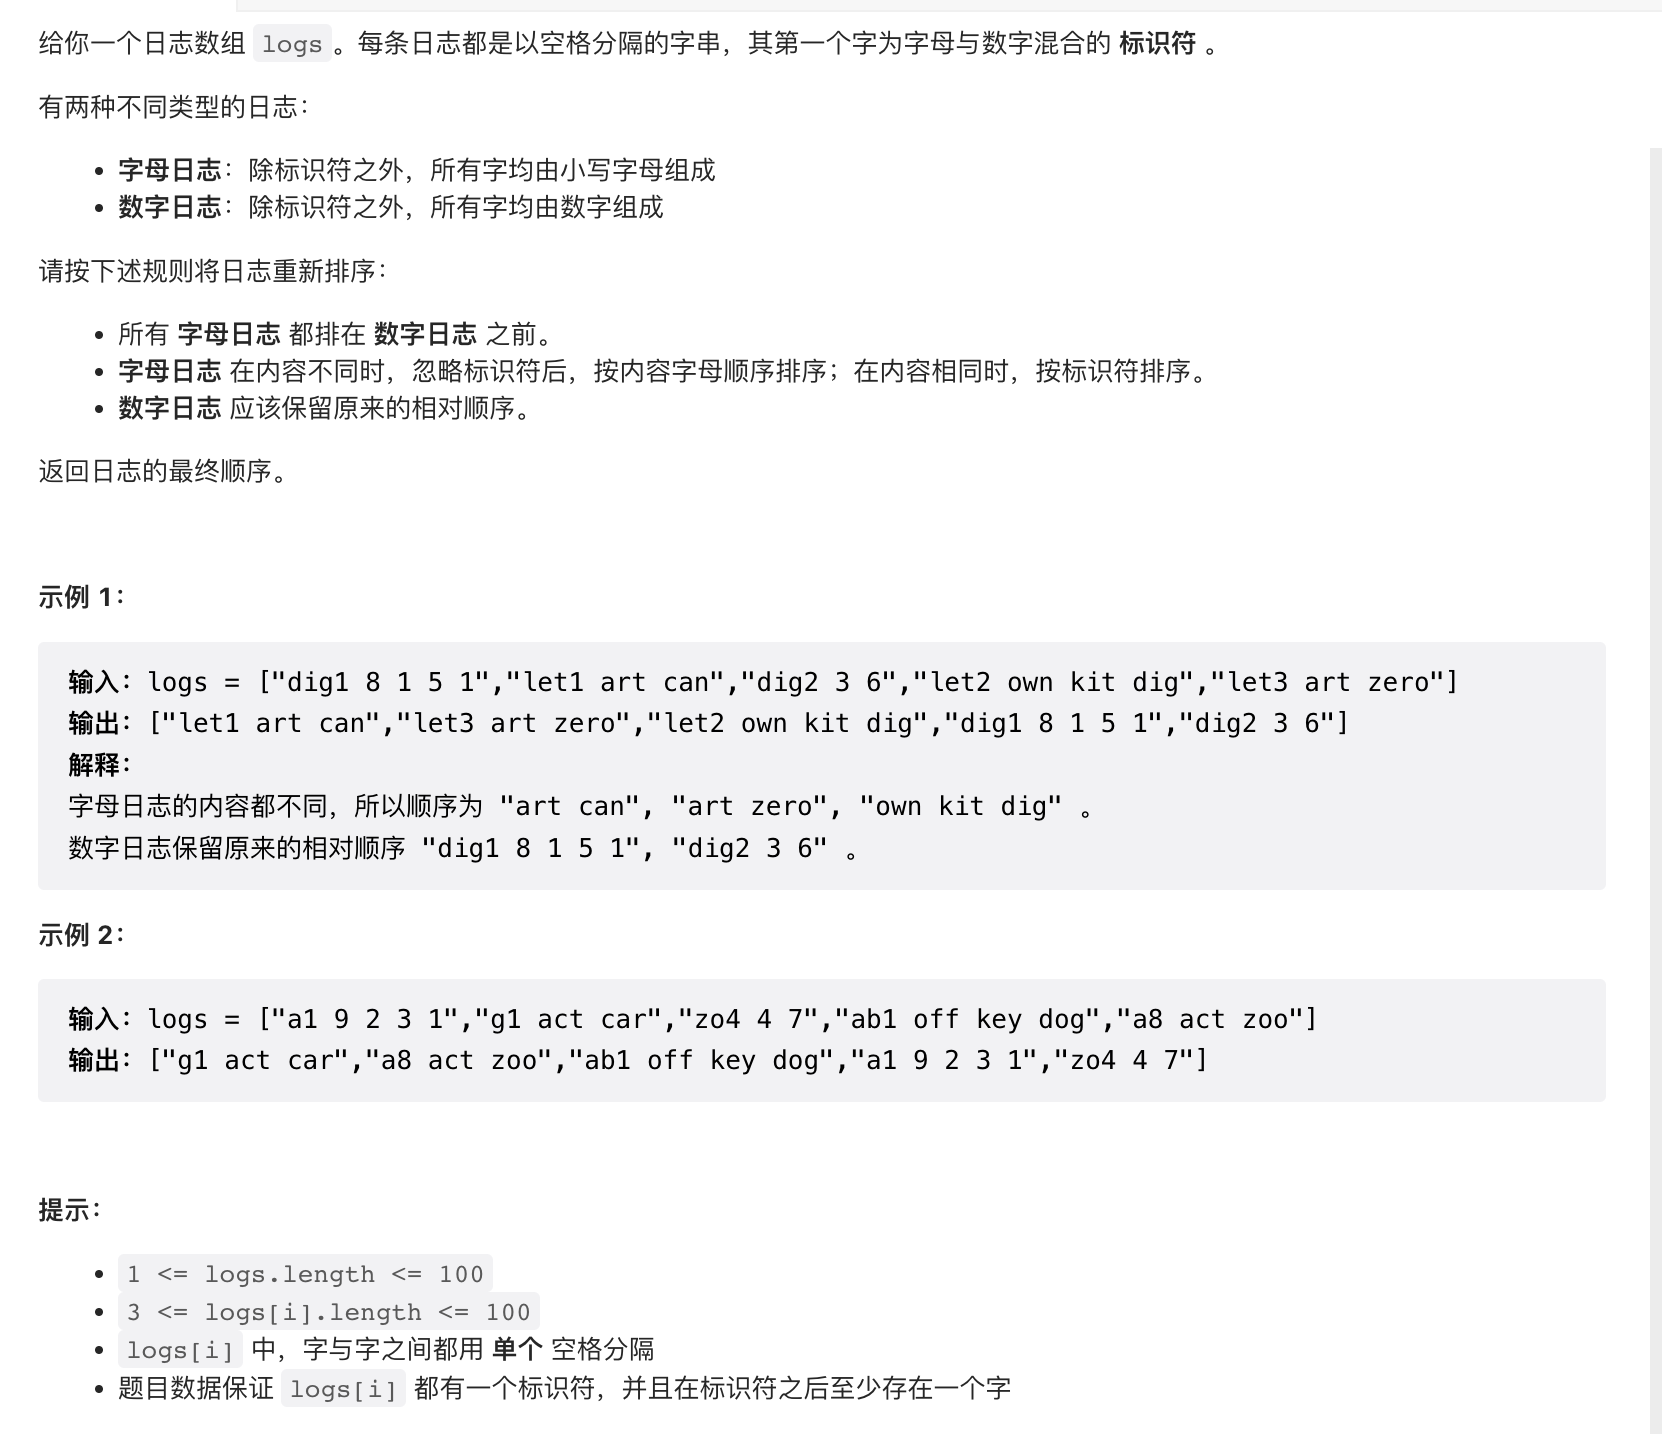 给你一个日志数组 logs 。每条日志都是以空格分隔的字串，其第一个字为字母与数字混合的 标识符 。
有两种不同类型的日志：
• 字母日志：除标识符之外，所有字均由小写字母组成
• 数字日志：除标识符之外，所有字均由数字组成
请按下述规则将日志重新排序：
• 所有 字母日志 都排在 数字日志 之前。
• 字母日志 在内容不同时，忽略标识符后，按内容字母顺序排序；在内容相同时，按标识符排序。
• 数字日志 应该保留原来的相对顺序。
返回日志的最终顺序。
示例 1：
输入：logs = ["dig1 8 1 5 1","let1 art can","dig2 3 6","let2 own kit dig","let3 art zero"]
输出：["let1 art can","let3 art zero","let2 own kit dig","dig1 8 1 5 1","dig2 3 6"]
解释：
字母日志的内容都不同，所以顺序为 "art can", "art zero", "own kit dig" 。
数字日志保留原来的相对顺序 "dig1 8 1 5 1", "dig2 3 6" 。
示例 2：
输入：logs = ["a1 9 2 3 1","g1 act car","zo4 4 7","ab1 off key dog","a8 act zoo"]
输出：["g1 act car","a8 act zoo","ab1 off key dog","a1 9 2 3 1","zo4 4 7"]
提示：
• 1 <= logs.length <= 100
• 3 <= logs[i].length <= 100
• logs[i] 中，字与字之间都用 单个 空格分隔
• 题目数据保证 logs[i] 都有一个标识符，并且在标识符之后至少存在一个字